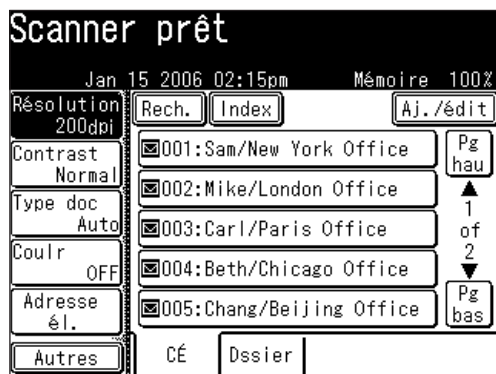 Scanner prêt
Jan 15 2006 02:15pm Mémoire 100%
Résolution
200dpi
Rech. Index Aj./édit
Contrast
Normal
001:Sam/New York Office
Pg
hau
Type doc
Auto
002:Mike/London Office
1
of
2
003:Carl/Paris Office
Coulr
OFF
004:Beth/Chicago Office
Adresse
él.
005:Chang/Beijing Office
Pg
bas
Autres
CÉ Dssier